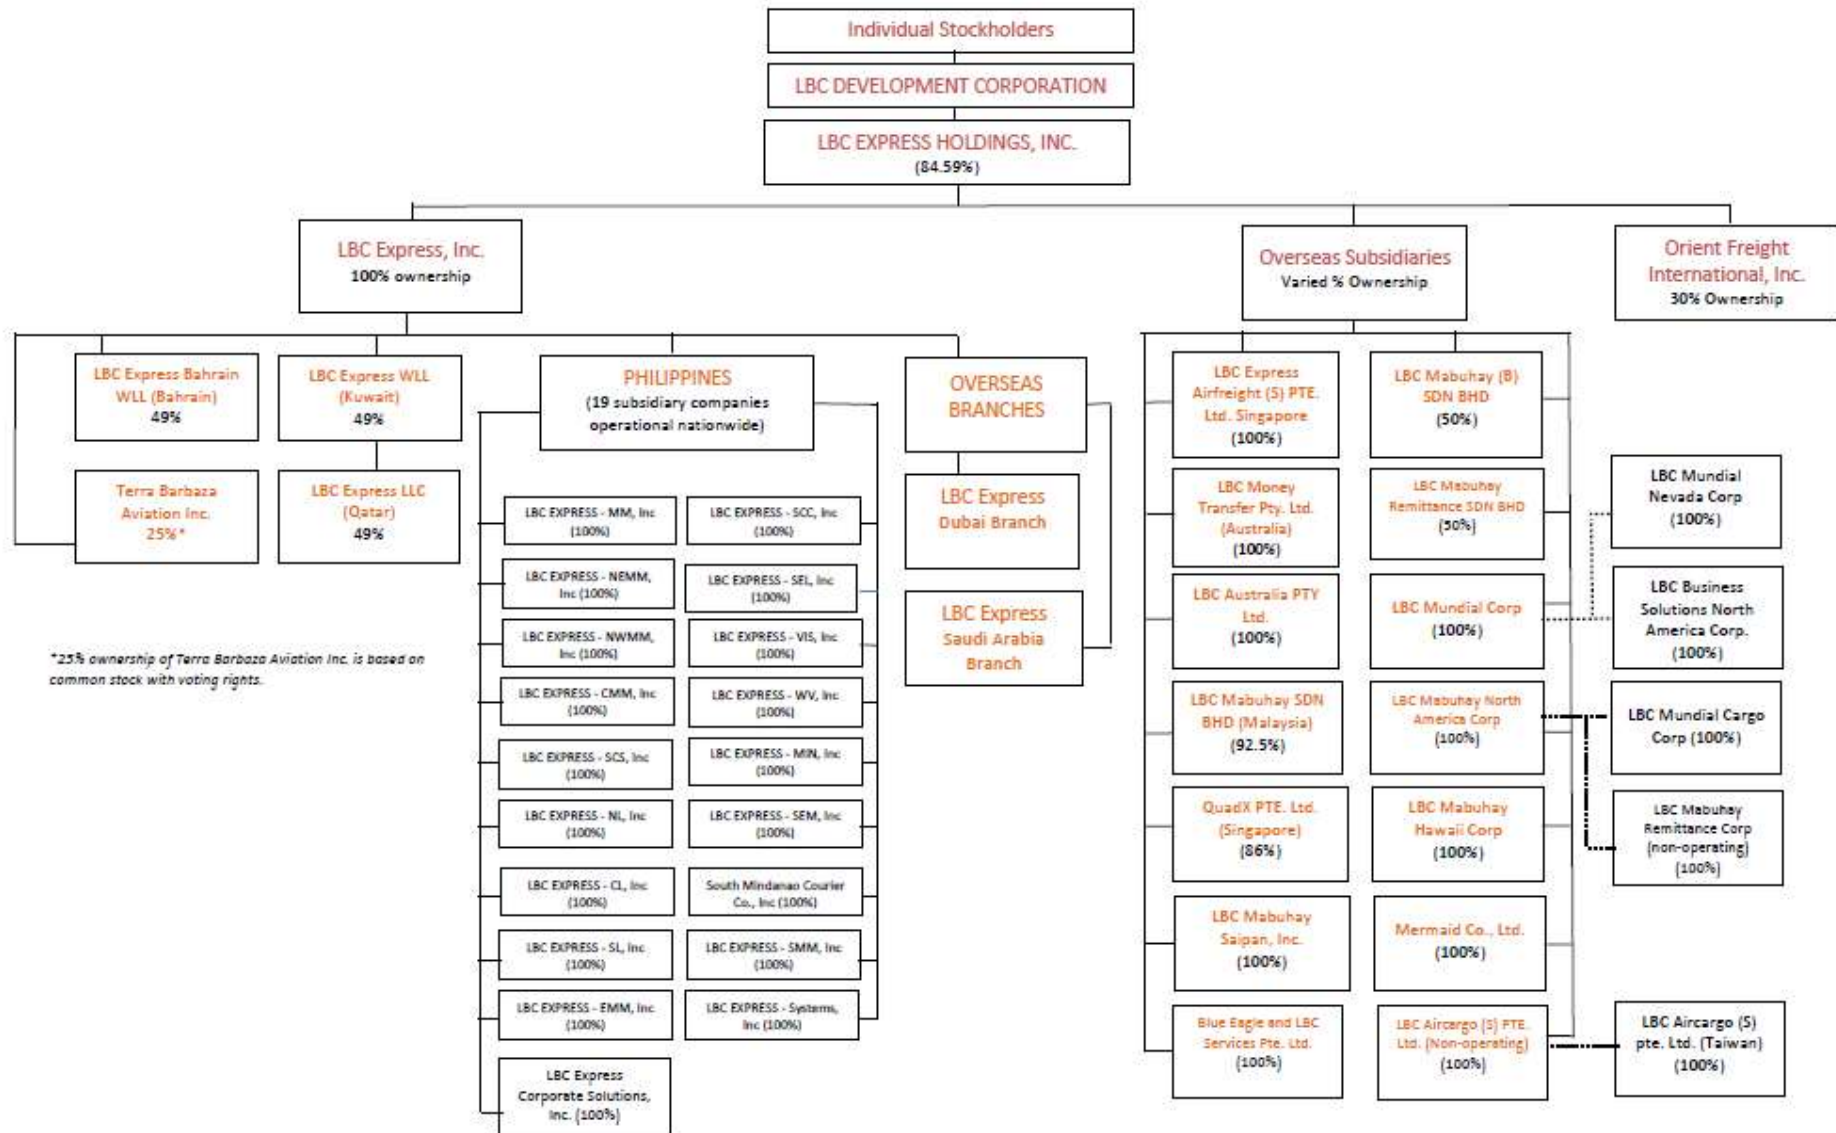 Individual Stockholders
LBC DEVELOPMENT CORPORATION
LBC EXPRESS HOLDINGS, INC.
(84.59%)
LBC Express, Inc.
100% ownership
Overseas Subsidiaries
Varied % Ownership
Orient Freight
International, Inc.
30% Ownership
LBC Express Bahrain
WLL (Bahrain)
49%
LBC Express WLL
(Kuwait)
49%
Terra Barbaza
Aviation Inc.
25%*
LBC Express LLC
(Qatar)
49%
*25% ownership of Terra Barbaza Aviation Inc. is based on
common stock with voting rights.
PHILIPPINES
(19 subsidiary companies
operational nationwide)
LBC EXPRESS - MM, Inc
(100%)
LBC EXPRESS - SCC, Inc
(100%)
LBC EXPRESS - NEMM,
Inc (100%)
LBC EXPRESS - SEL, Inc
(100%)
LBC EXPRESS - NWMM,
Inc (100%)
LBC EXPRESS - VIS, Inc
(100%)
LBC EXPRESS - CMM, Inc
(100%)
LBC EXPRESS - WV, Inc
(100%)
LBC EXPRESS - SCS, Inc
(100%)
LBC EXPRESS - MIN, Inc
(100%)
LBC EXPRESS - NL, Inc
(100%)
LBC EXPRESS - SEM, Inc
(100%)
LBC EXPRESS - CL, Inc
(100%)
South Mindanao Courier
Co., Inc (100%)
LBC EXPRESS - SL, Inc
(100%)
LBC EXPRESS - SMM, Inc
(100%)
LBC EXPRESS - EMM, Inc
(100%)
LBC EXPRESS - Systems,
Inc (100%)
LBC Express
Corporate Solutions,
Inc. (100%)
OVERSEAS
BRANCHES
LBC Express
Dubai Branch
LBC Express
Saudi Arabia
Branch
LBC Express
Airfreight (S) PTE.
Ltd. Singapore
(100%)
LBC Mabuhay (B)
SDN BHD
(50%)
LBC Money
Transfer Pty. Ltd.
(Australia)
(100%)
LBC Mabuhay
Remittance SDN BHD
(50%)
LBC Australia PTY
Ltd.
(100%)
LBC Mundial Corp
(100%)
LBC Mabuhay SDN
BHD (Malaysia)
(92.5%)
LBC Mabuhay North
America Corp
(100%)
QuadX PTE. Ltd.
(Singapore)
(86%)
LBC Mabuhay
Hawaii Corp
(100%)
LBC Mabuhay
Saipan, Inc.
(100%)
Mermaid Co., Ltd.
(100%)
Blue Eagle and LBC
Services Pte. Ltd.
(100%)
LBC Aircargo (S) PTE.
Ltd. (Non-operating)
(100%)
LBC Mundial
Nevada Corp
(100%)
LBC Business
Solutions North
America Corp.
(100%)
LBC Mundial Cargo
Corp (100%)
LBC Mabuhay
Remittance Corp
(non-operating)
(100%)
LBC Aircargo (S)
pte. Ltd. (Taiwan)
(100%)